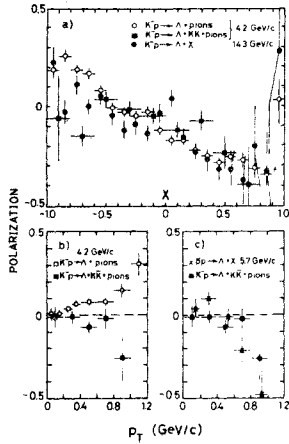 a)
K⁻p → Λ + pions
K⁻p → Λ + KK̄ + pions
} 4.2 GeV/c
K⁻p → Λ + X 14.3 GeV/c
0.5
0
-0.5
-1.0 -0.5 0 0.5 1.0
X
POLARIZATION
b) 4.2 GeV/c
K⁻p → Λ + pions
K⁻p → Λ + KK̄ + pions
c)
p̄p → Λ + X 5.7 GeV/c
K⁻p → Λ + KK̄ + pions
0.5
0
-0.5
0 0.4 0.8 1.2
0 0.4 0.8 1.2
p_T (GeV/c)